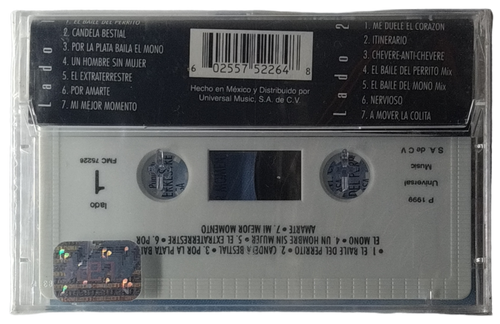 1. EL BAILE DEL PERRITO
2. CANDELA BESTIAL
3. POR LA PLATA BAILA EL MONO
4. UN HOMBRE SIN MUJER
5. EL EXTRATERRESTRE
6. POR AMARTE
7. MI MEJOR MOMENTO
lado
6 02557 52264 8
Hecho en México y Distribuido por
Universal Music, S.A. de C.V.
lado 2
1. ME DUELE EL CORAZON
2. ITINERARIO
3. CHEVERE-ANTI-CHEVERE
4. EL BAILE DEL PERRITO Mix
5. EL BAILE DEL MONO Mix
6. NERVIOSO
7. A MOVER LA COLITA
1. EL BAILE DEL PERRITO 2. CANDELA BESTIAL 3. POR LA PLATA BAILA
EL MONO 4. UN HOMBRE SIN MUJER 5. EL EXTRATERRESTRE 6. POR
AMARTE 7. MI MEJOR MOMENTO
P 1999
Universal
Music
S.A. de C.V
lado
1